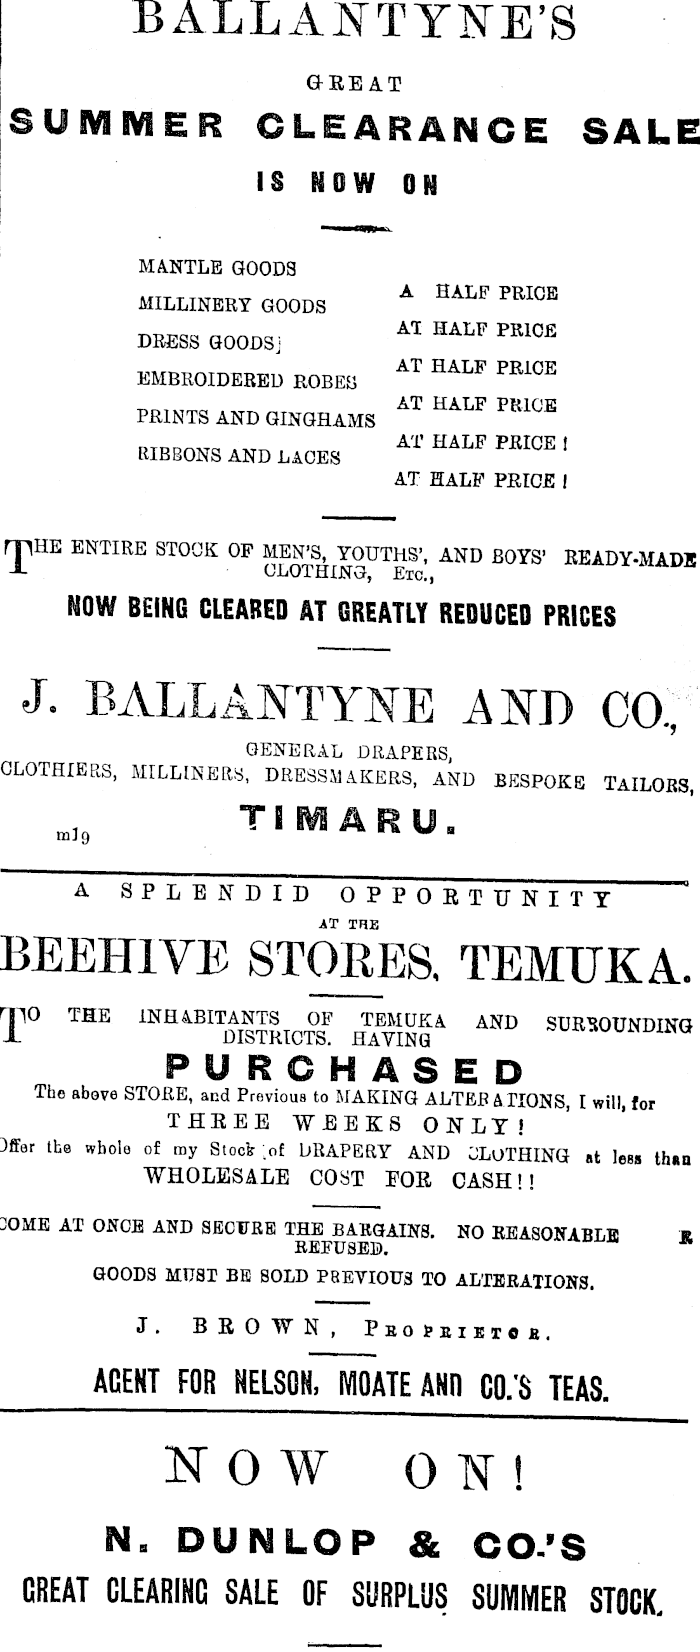 BALLANTYNE'S
GREAT
SUMMER CLEARANCE SALE
IS NOW ON
MANTLE GOODS
A HALF PRICE
MILLINERY GOODS
AT HALF PRICE
DRESS GOODS
AT HALF PRICE
EMBROIDERED ROBES
AT HALF PRICE
PRINTS AND GINGHAMS
AT HALF PRICE!
RIBBONS AND LACES
AT HALF PRICE!
THE ENTIRE STOCK OF MEN'S, YOUTHS', AND BOYS' READY-MADE
CLOTHING, ETC.,
NOW BEING CLEARED AT GREATLY REDUCED PRICES
J. BALLANTYNE AND CO.,
GENERAL DRAPERS,
CLOTHIERS, MILLINERS, DRESSMAKERS, AND BESPOKE TAILORS,
TIMARU.
m19
A SPLENDID OPPORTUNITY
AT THE
BEEHIVE STORES, TEMUKA.
TO THE INHABITANTS OF TEMUKA AND SURROUNDING
DISTRICTS. HAVING
PURCHASED
The above STORE, and Previous to MAKING ALTERATIONS, I will, for
THREE WEEKS ONLY!
Offer the whole of my Stock of DRAPERY AND CLOTHING at less than
WHOLESALE COST FOR CASH!!
COME AT ONCE AND SECURE THE BARGAINS. NO REASONABLE R
REFUSED.
GOODS MUST BE SOLD PREVIOUS TO ALTERATIONS.
J. BROWN, PROPRIETOR.
AGENT FOR NELSON, MOATE AND CO.'S TEAS.
NOW ON!
N. DUNLOP & CO.'S
GREAT CLEARING SALE OF SURPLUS SUMMER STOCK.